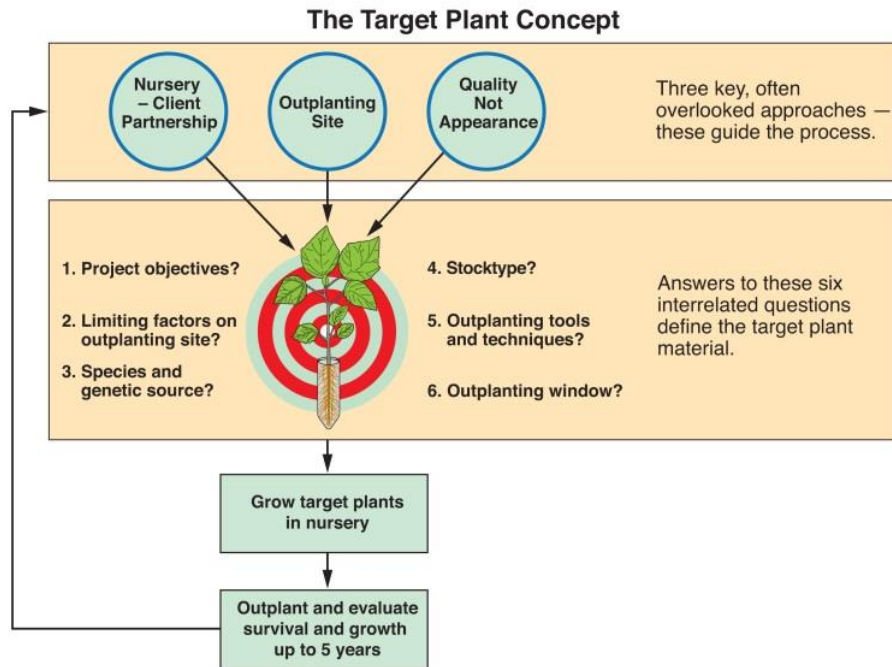 The Target Plant Concept
Nursery
– Client
Partnership
Outplanting
Site
Quality
Not
Appearance
Three key, often
overlooked approaches —
these guide the process.
1. Project objectives?
2. Limiting factors on
outplanting site?
3. Species and
genetic source?
4. Stocktype?
5. Outplanting tools
and techniques?
6. Outplanting window?
Answers to these six
interrelated questions
define the target plant
material.
Grow target plants
in nursery
Outplant and evaluate
survival and growth
up to 5 years